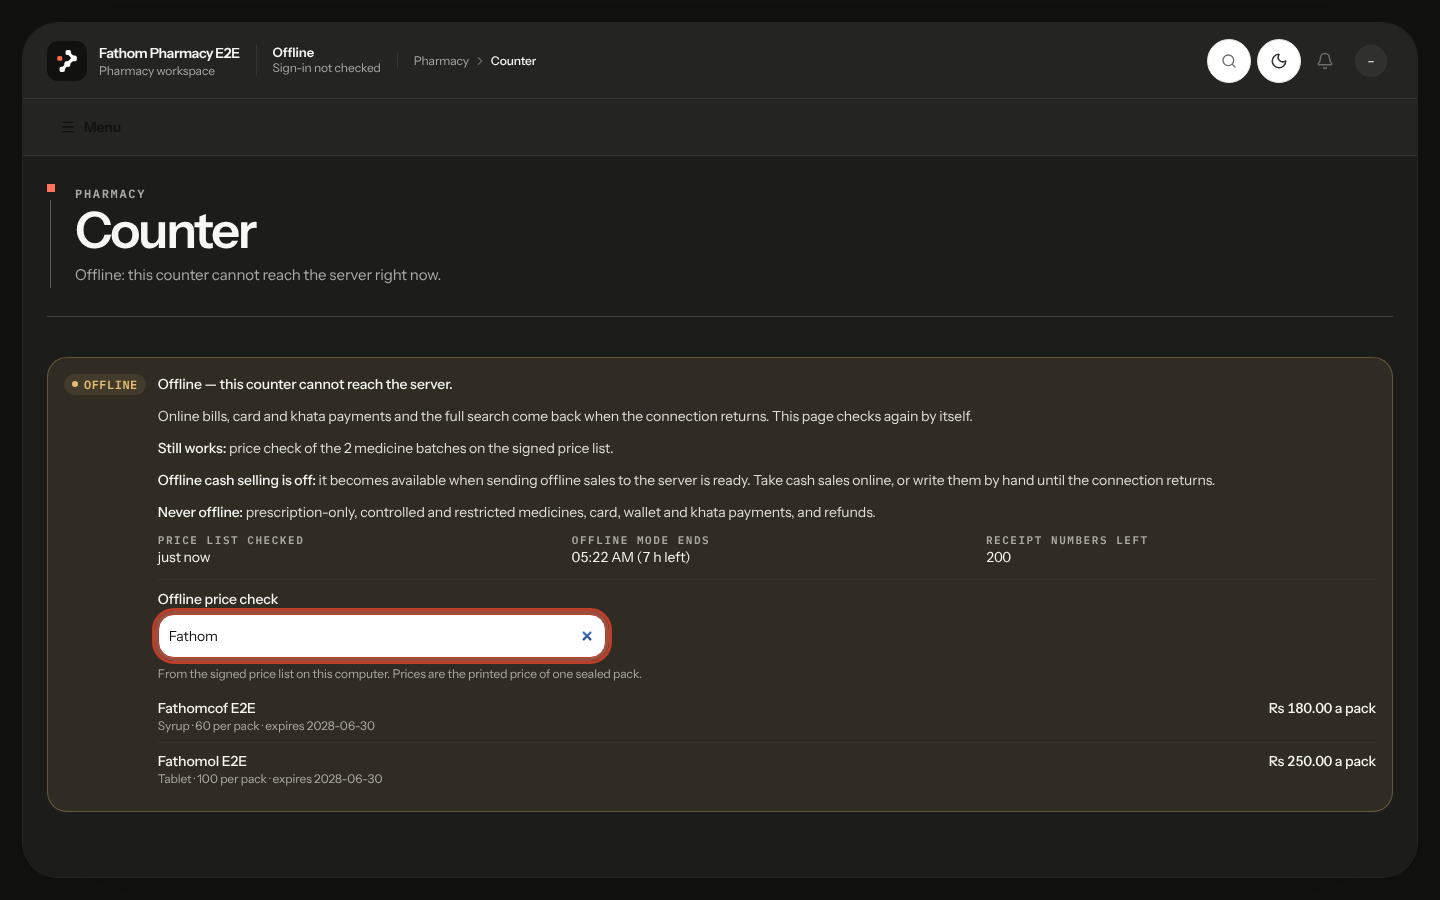 Fathom Pharmacy E2E
Pharmacy workspace
Offline
Sign-in not checked
Pharmacy > Counter
-
Menu
PHARMACY
Counter
Offline: this counter cannot reach the server right now.
OFFLINE
Offline — this counter cannot reach the server.
Online bills, card and khata payments and the full search come back when the connection returns. This page checks again by itself.
Still works: price check of the 2 medicine batches on the signed price list.
Offline cash selling is off: it becomes available when sending offline sales to the server is ready. Take cash sales online, or write them by hand until the connection returns.
Never offline: prescription-only, controlled and restricted medicines, card, wallet and khata payments, and refunds.
PRICE LIST CHECKED
just now
OFFLINE MODE ENDS
05:22 AM (7 h left)
RECEIPT NUMBERS LEFT
200
Offline price check
Fathom
From the signed price list on this computer. Prices are the printed price of one sealed pack.
Fathomcof E2E
Syrup · 60 per pack · expires 2028-06-30
Rs 180.00 a pack
Fathomol E2E
Tablet · 100 per pack · expires 2028-06-30
Rs 250.00 a pack